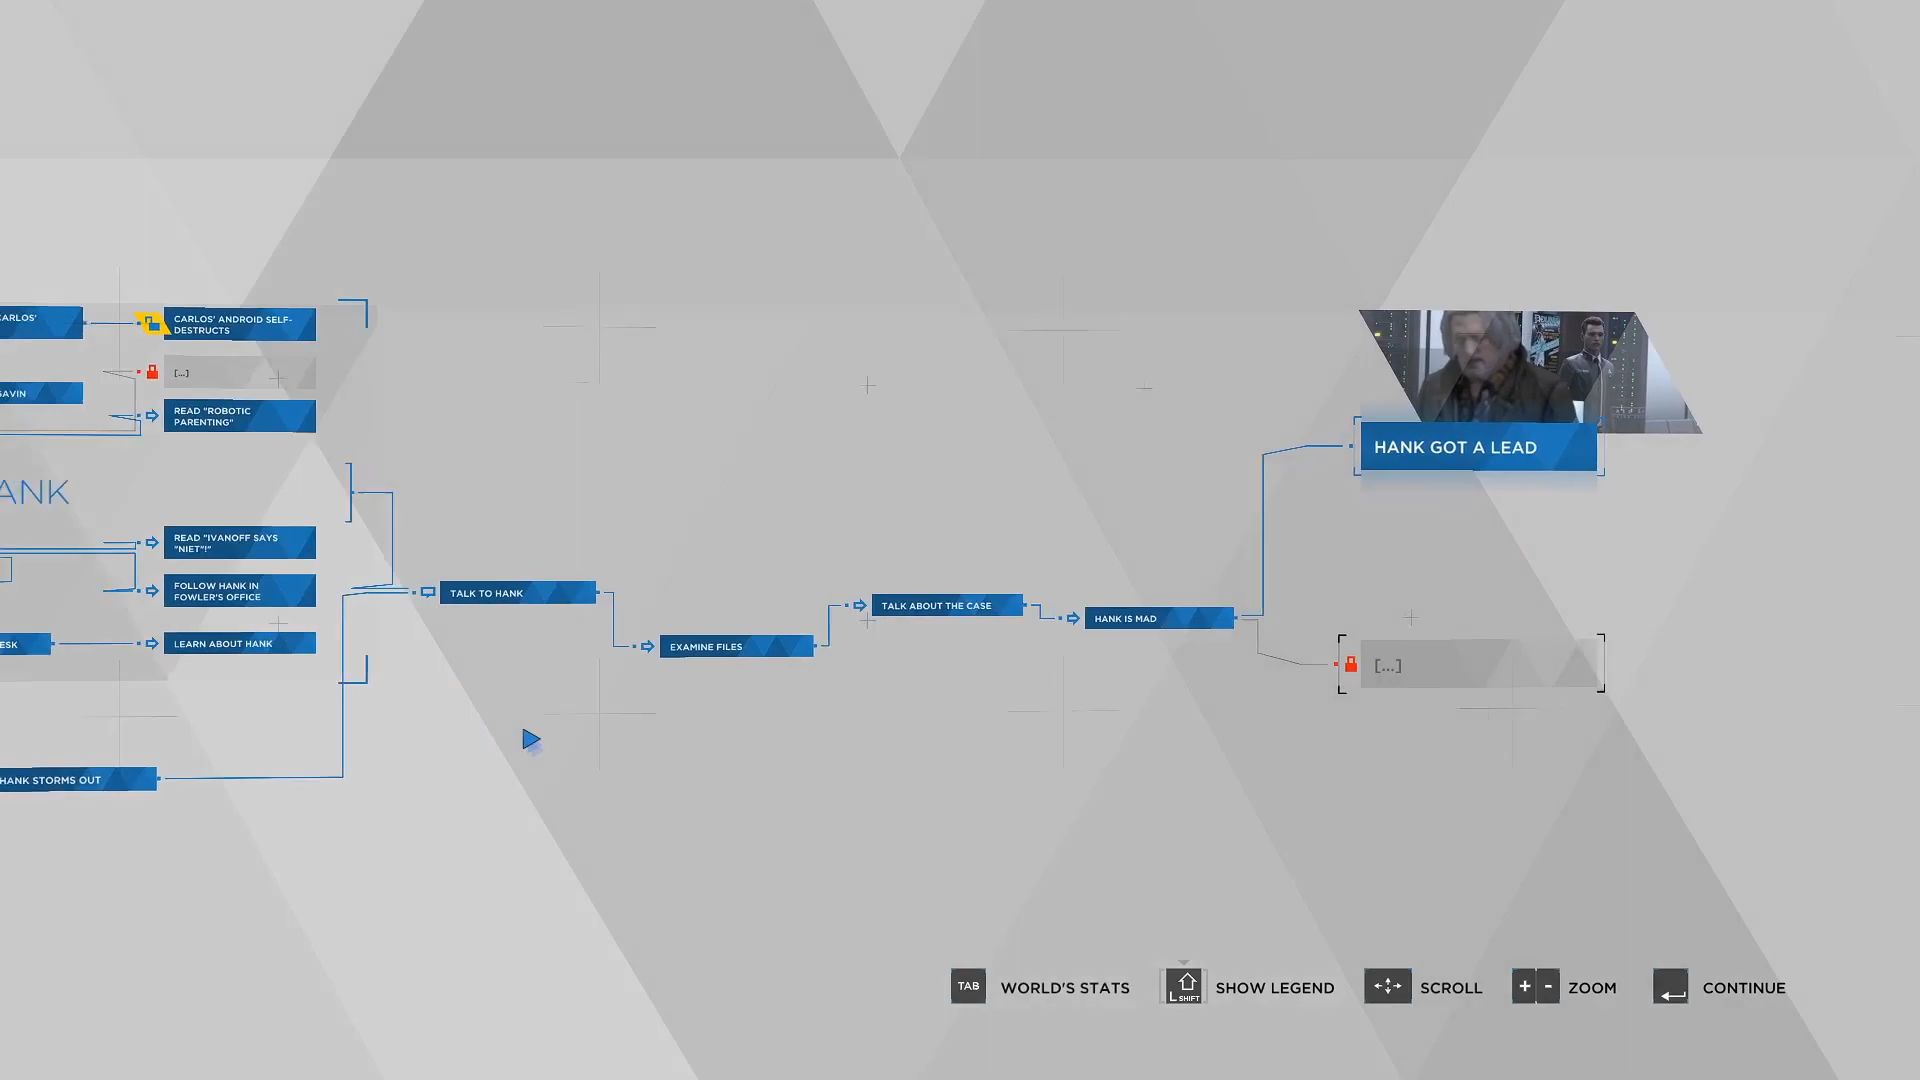 CARLOS'
CARLOS' ANDROID SELF-
DESTRUCTS
[...]
GAVIN
READ "ROBOTIC
PARENTING"
ANK
READ "IVANOFF SAYS
"NIET"!"
FOLLOW HANK IN
FOWLER'S OFFICE
ESK
LEARN ABOUT HANK
HANK STORMS OUT
TALK TO HANK
EXAMINE FILES
TALK ABOUT THE CASE
HANK IS MAD
HANK GOT A LEAD
[...]
TAB WORLD'S STATS
L SHIFT SHOW LEGEND
SCROLL
+ - ZOOM
CONTINUE